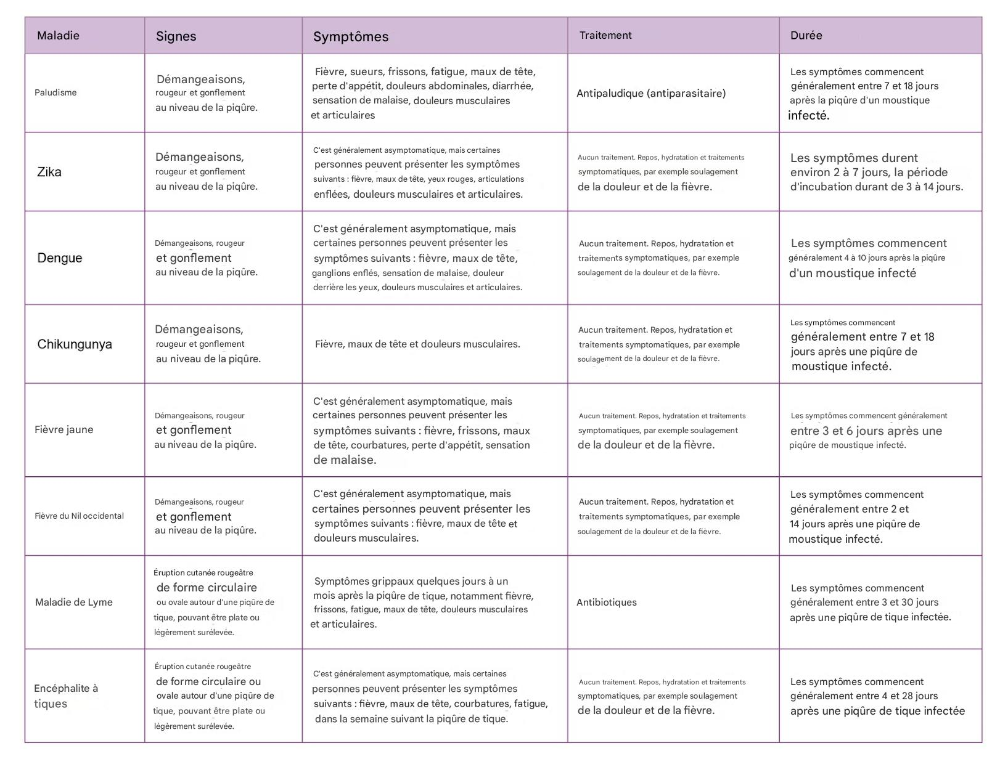 Maladie
Signes
Symptômes
Traitement
Durée
Paludisme
Démangeaisons,
rougeur et gonflement
au niveau de la piqûre.
Fièvre, sueurs, frissons, fatigue, maux de tête,
perte d'appétit, douleurs abdominales, diarrhée,
sensation de malaise, douleurs musculaires
et articulaires
Antipaludique (antiparasitaire)
Les symptômes commencent
généralement entre 7 et 18 jours
après la piqûre d'un moustique
infecté.
Zika
Démangeaisons,
rougeur et gonflement
au niveau de la piqûre.
C'est généralement asymptomatique, mais certaines
personnes peuvent présenter les symptômes
suivants : fièvre, maux de tête, yeux rouges, articulations
enflées, douleurs musculaires et articulaires.
Aucun traitement. Repos, hydratation et traitements
symptomatiques, par exemple soulagement
de la douleur et de la fièvre.
Les symptômes durent
environ 2 à 7 jours, la période
d'incubation durant de 3 à 14 jours.
Dengue
Démangeaisons, rougeur
et gonflement
au niveau de la piqûre.
C'est généralement asymptomatique, mais
certaines personnes peuvent présenter les
symptômes suivants : fièvre, maux de tête,
ganglions enflés, sensation de malaise, douleur
derrière les yeux, douleurs musculaires et articulaires.
Aucun traitement. Repos, hydratation et
traitements symptomatiques, par exemple
soulagement de la douleur et de la fièvre.
Les symptômes commencent
généralement 4 à 10 jours après la piqûre
d'un moustique infecté
Chikungunya
Démangeaisons,
rougeur et gonflement
au niveau de la piqûre.
Fièvre, maux de tête et douleurs musculaires.
Aucun traitement. Repos, hydratation et
traitements symptomatiques, par exemple
soulagement de la douleur et de la fièvre.
Les symptômes commencent
généralement entre 7 et 18
jours après une piqûre de
moustique infecté.
Fièvre jaune
Démangeaisons, rougeur
et gonflement
au niveau de la piqûre.
C'est généralement asymptomatique, mais
certaines personnes peuvent présenter les
symptômes suivants : fièvre, frissons, maux
de tête, courbatures, perte d'appétit, sensation
de malaise.
Aucun traitement. Repos, hydratation et traitements
symptomatiques, par exemple soulagement
de la douleur et de la fièvre.
Les symptômes commencent généralement
entre 3 et 6 jours après une
piqûre de moustique infecté.
Fièvre du Nil occidental
Démangeaisons, rougeur
et gonflement
au niveau de la piqûre.
C'est généralement asymptomatique, mais
certaines personnes peuvent présenter les
symptômes suivants : fièvre, maux de tête et
douleurs musculaires.
Aucun traitement. Repos, hydratation et
traitements symptomatiques, par exemple
soulagement de la douleur et de la fièvre.
Les symptômes commencent
généralement entre 2 et
14 jours après une piqûre de
moustique infecté.
Maladie de Lyme
Éruption cutanée rougeâtre
de forme circulaire
ou ovale autour d'une piqûre de
tique, pouvant être plate ou
légèrement surélevée.
Symptômes grippaux quelques jours à un
mois après la piqûre de tique, notamment fièvre,
frissons, fatigue, maux de tête, douleurs musculaires
et articulaires.
Antibiotiques
Les symptômes commencent
généralement entre 3 et 30 jours
après une piqûre de tique infectée.
Encéphalite à
tiques
Éruption cutanée rougeâtre
de forme circulaire ou
ovale autour d'une piqûre de
tique, pouvant être plate ou
légèrement surélevée.
C'est généralement asymptomatique, mais certaines
personnes peuvent présenter les symptômes
suivants : fièvre, maux de tête, courbatures, fatigue,
dans la semaine suivant la piqûre de tique.
Aucun traitement. Repos, hydratation et traitements
symptomatiques, par exemple soulagement
de la douleur et de la fièvre.
Les symptômes commencent
généralement entre 4 et 28 jours
après une piqûre de tique infectée